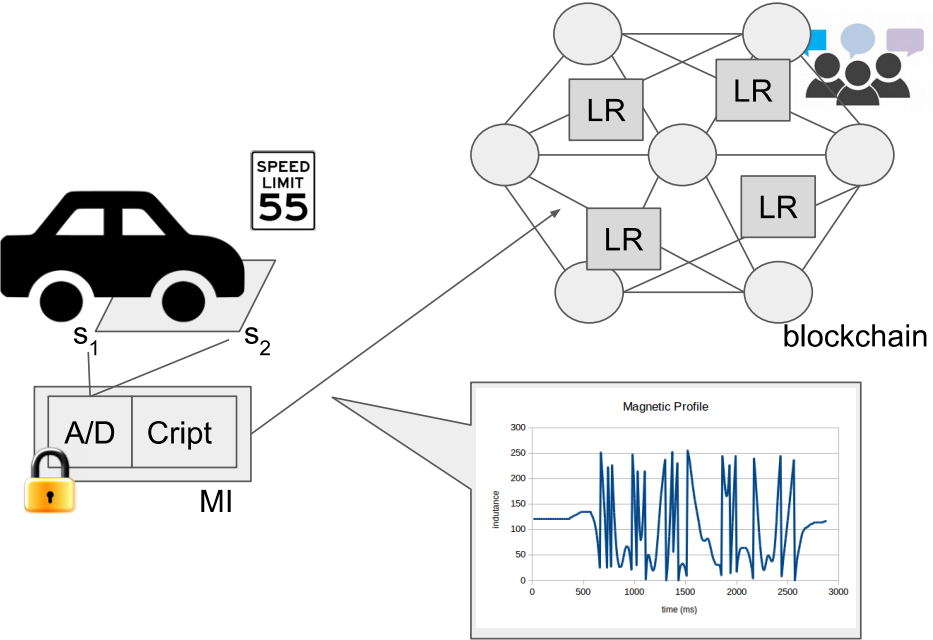 LR
LR
SPEED
LIMIT
55
LR
LR
s1
s2
blockchain
A/D
Cript
MI
Magnetic Profile
300
250
200
150
100
50
0
indutance
0
500
1000
1500
2000
2500
3000
time (ms)